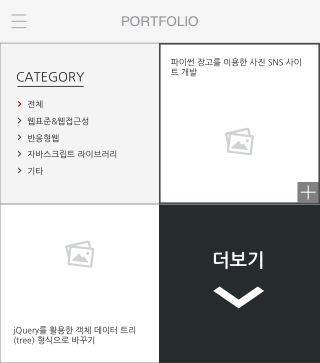 PORTFOLIO
CATEGORY
전체
웹표준&웹접근성
반응형웹
자바스크립트 라이브러리
기타
파이썬 장고를 이용한 사진 SNS 사이
트 개발
jQuery를 활용한 객체 데이터 트리
(tree) 형식으로 바꾸기
더보기